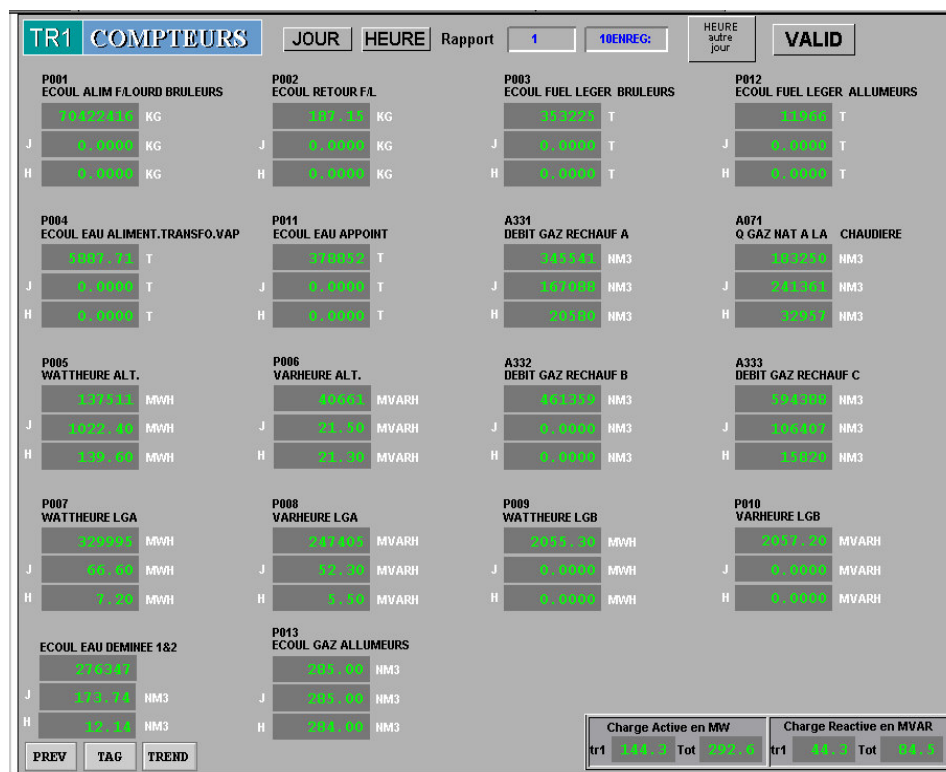 TR1 COMPTEURS JOUR HEURE Rapport 1 10ENREG: HEURE autre jour VALID
P001 P002 P003 P012
ECOUL ALIM F/LOURD BRULEURS ECOUL RETOUR F/L ECOUL FUEL LEGER BRULEURS ECOUL FUEL LEGER ALLUMEURS
70422416 KG 187.15 KG 353225 T 11966 T
J 0.0000 KG J 0.0000 KG J 0.0000 T J 0.0000 T
H 0.0000 KG H 0.0000 KG H 0.0000 T H 0.0000 T
P004 P011 A331 A071
ECOUL EAU ALIMENT.TRANSFO.VAP ECOUL EAU APPOINT DEBIT GAZ RECHAUF A Q GAZ NAT A LA CHAUDIERE
5887.71 T 378852 T 345541 NM3 183250 NM3
J 0.0000 T J 0.0000 T J 167088 NM3 J 241361 NM3
H 0.0000 T H 0.0000 T H 20580 NM3 H 32957 NM3
P005 P006 A332 A333
WATTHEURE ALT. VARHEURE ALT. DEBIT GAZ RECHAUF B DEBIT GAZ RECHAUF C
137511 MWH 40661 MVARH 461359 NM3 594388 NM3
J 1022.40 MWH J 21.50 MVARH J 0.0000 NM3 J 106407 NM3
H 139.60 MWH H 21.30 MVARH H 0.0000 NM3 H 15820 NM3
P007 P008 P009 P010
WATTHEURE LGA VARHEURE LGA WATTHEURE LGB VARHEURE LGB
329995 MWH 247405 MVARH 2055.30 MWH 2057.20 MVARH
J 66.60 MWH J 52.30 MVARH J 0.0000 MWH J 0.0000 MVARH
H 7.20 MWH H 5.50 MVARH H 0.0000 MWH H 0.0000 MVARH
P013
ECOUL EAU DEMINEE 1&2 ECOUL GAZ ALLUMEURS
276347 285.00 NM3
J 173.74 NM3 J 285.00 NM3
H 12.14 NM3 H 284.00 NM3
Charge Active en MW Charge Reactive en MVAR
PREV TAG TREND tr1 144.3 Tot 292.6 tr1 44.3 Tot 84.5